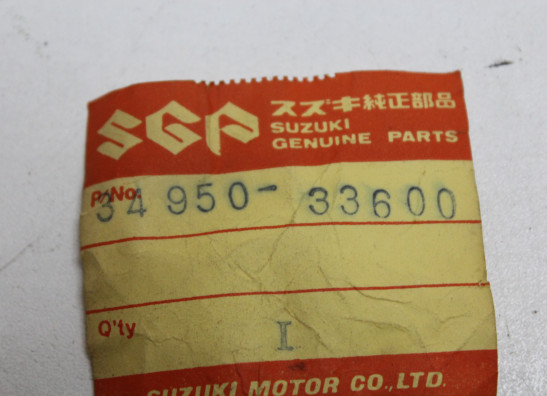 SGP スズキ純正部品
SUZUKI
GENUINE PARTS
P/No. 34950-33600
Q'ty 1
SUZUKI MOTOR CO.,LTD.